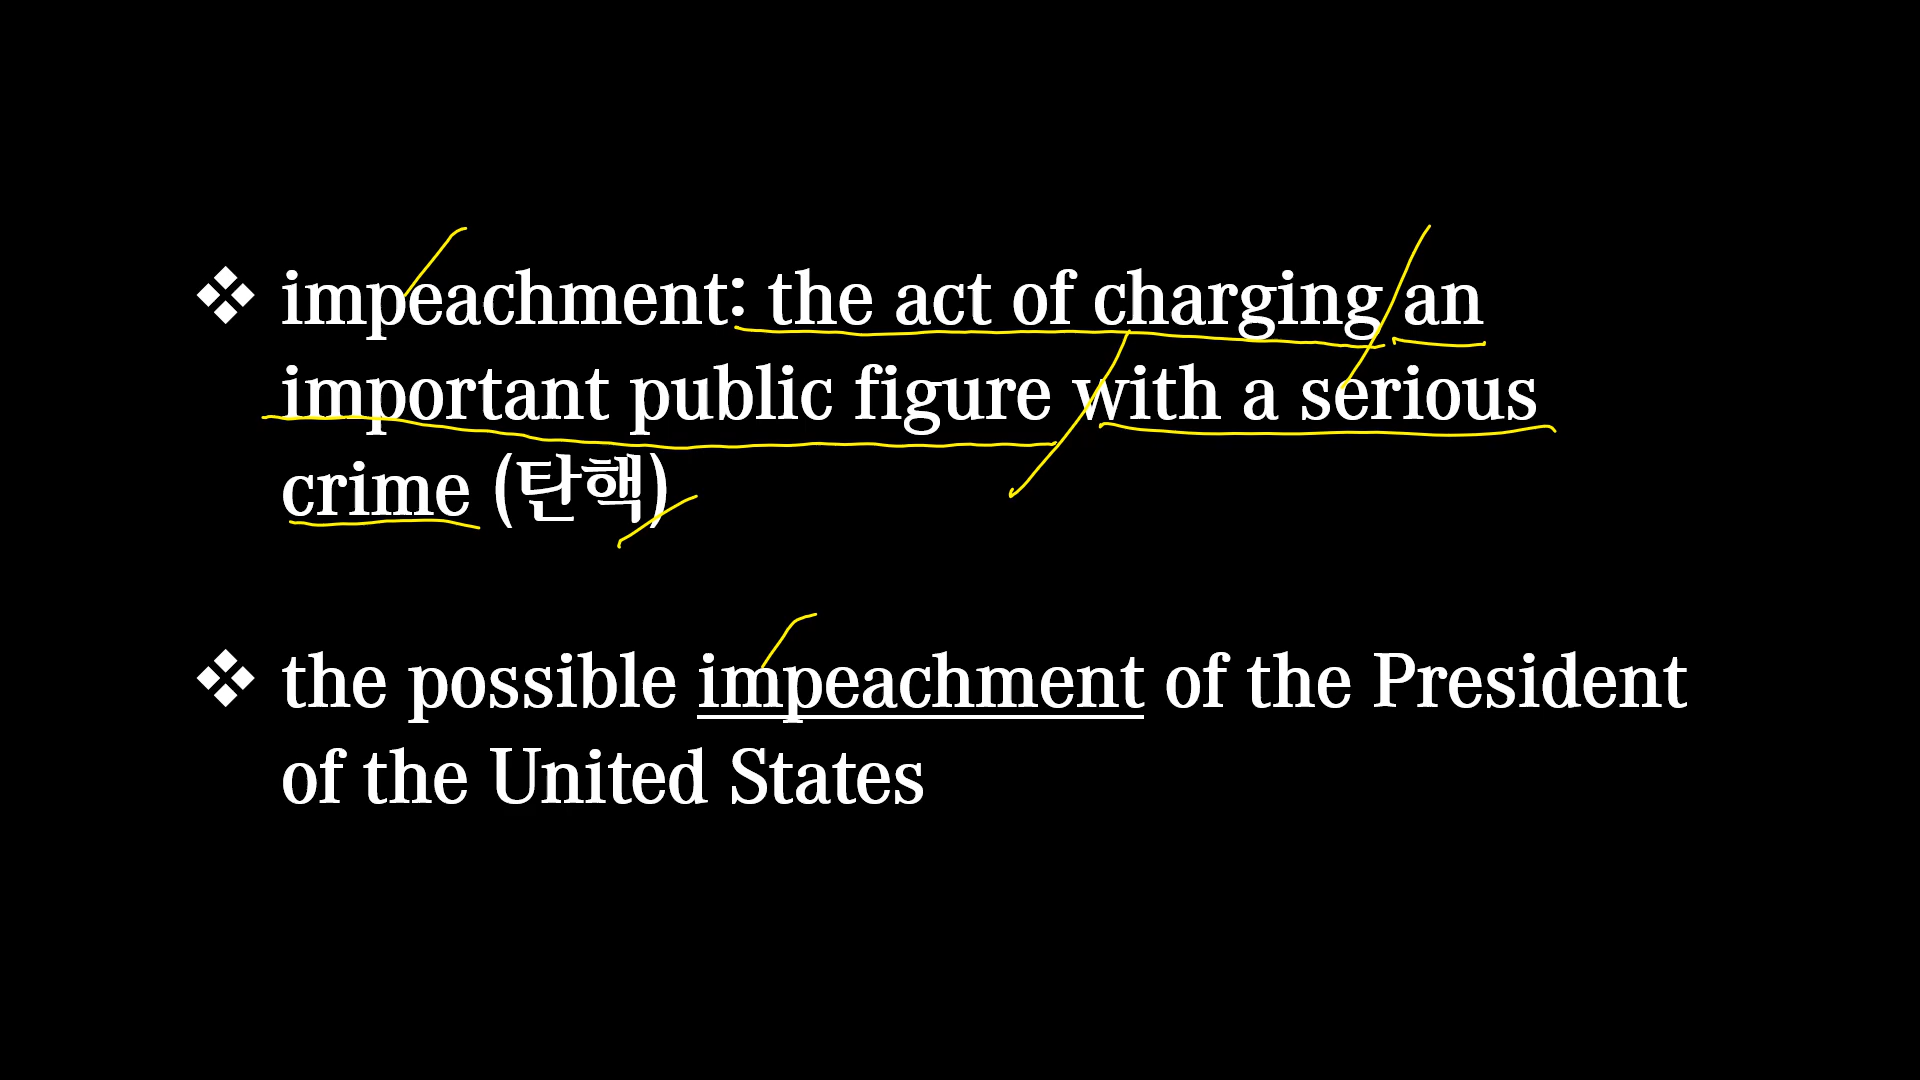 ❖ impeachment: the act of charging an
important public figure with a serious
crime (탄핵)
❖ the possible impeachment of the President
of the United States